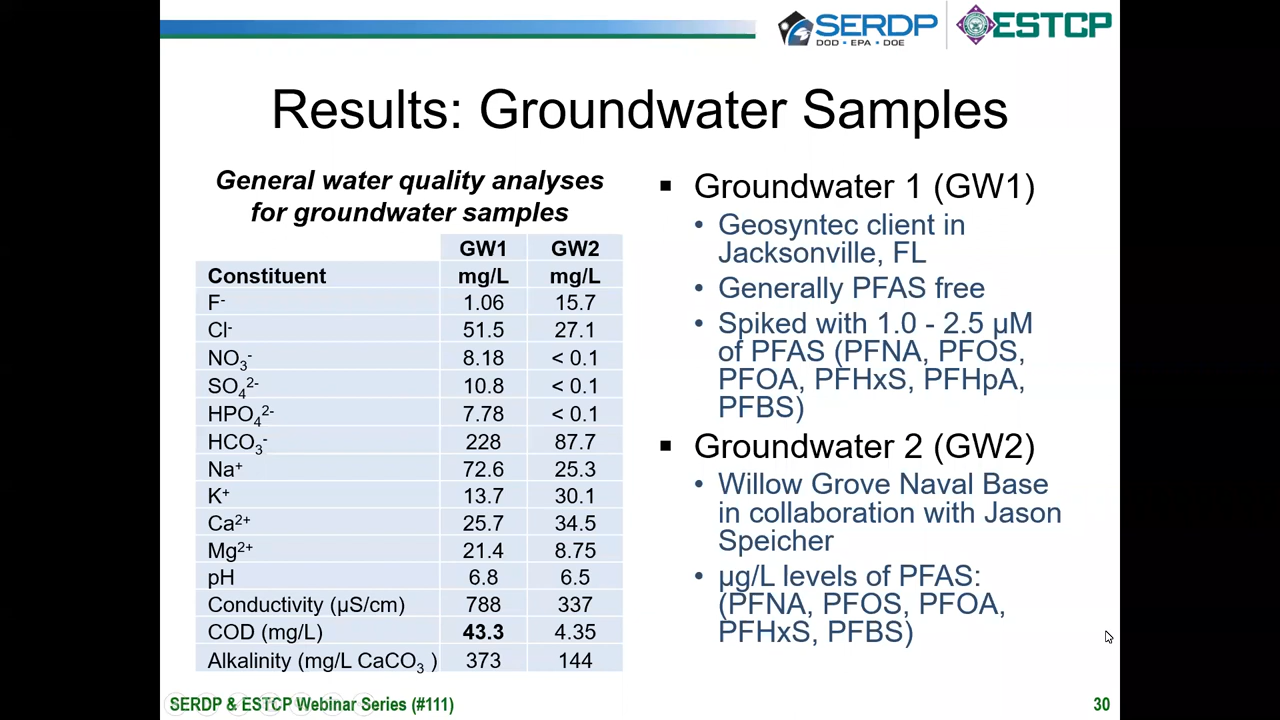 SERDP
DOD • EPA • DOE
ESTCP
Results: Groundwater Samples
General water quality analyses
for groundwater samples
GW1 GW2
Constituent mg/L mg/L
F⁻ 1.06 15.7
Cl⁻ 51.5 27.1
NO₃⁻ 8.18 < 0.1
SO₄²⁻ 10.8 < 0.1
HPO₄²⁻ 7.78 < 0.1
HCO₃⁻ 228 87.7
Na⁺ 72.6 25.3
K⁺ 13.7 30.1
Ca²⁺ 25.7 34.5
Mg²⁺ 21.4 8.75
pH 6.8 6.5
Conductivity (µS/cm) 788 337
COD (mg/L) 43.3 4.35
Alkalinity (mg/L CaCO₃ ) 373 144
▪ Groundwater 1 (GW1)
• Geosyntec client in
Jacksonville, FL
• Generally PFAS free
• Spiked with 1.0 - 2.5 µM
of PFAS (PFNA, PFOS,
PFOA, PFHxS, PFHpA,
PFBS)
▪ Groundwater 2 (GW2)
• Willow Grove Naval Base
in collaboration with Jason
Speicher
• µg/L levels of PFAS:
(PFNA, PFOS, PFOA,
PFHxS, PFBS)
SERDP & ESTCP Webinar Series (#111)
30